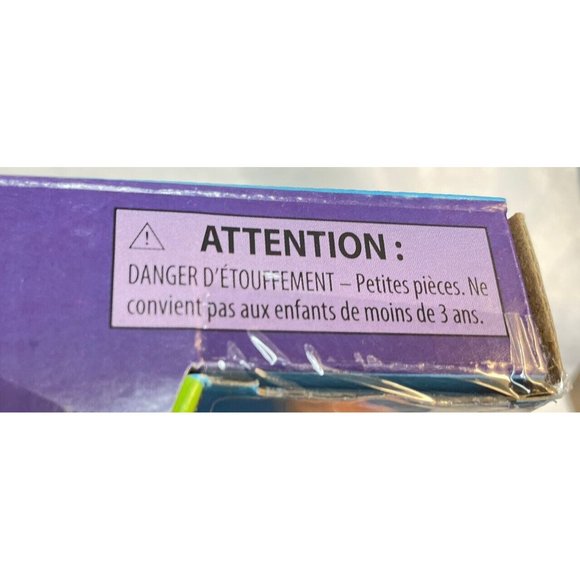 ATTENTION :
DANGER D'ÉTOUFFEMENT – Petites pièces. Ne
convient pas aux enfants de moins de 3 ans.